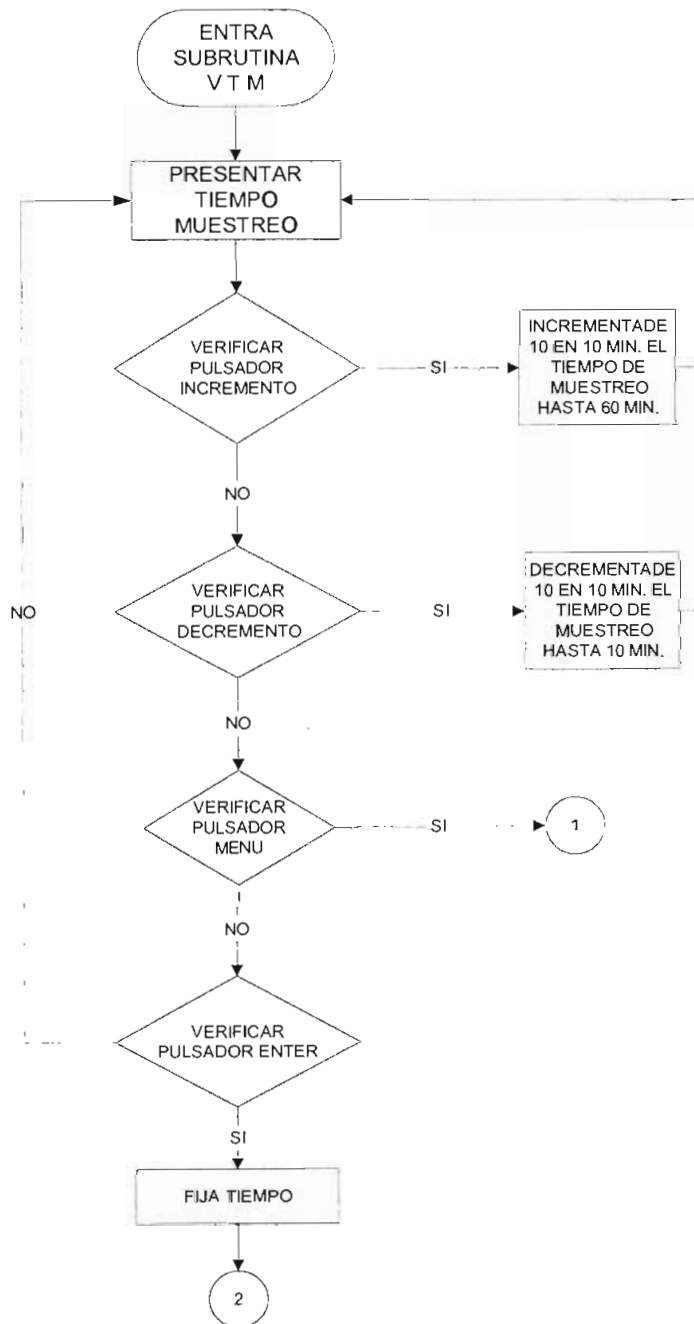 ENTRA
SUBRUTINA
V T M
PRESENTAR
TIEMPO
MUESTREO
VERIFICAR
PULSADOR
INCREMENTO
SI
INCREMENTADE
10 EN 10 MIN. EL
TIEMPO DE
MUESTREO
HASTA 60 MIN.
NO
VERIFICAR
PULSADOR
DECREMENTO
SI
DECREMENTADE
10 EN 10 MIN. EL
TIEMPO DE
MUESTREO
HASTA 10 MIN.
NO
NO
VERIFICAR
PULSADOR
MENU
SI
1
NO
VERIFICAR
PULSADOR ENTER
SI
FIJA TIEMPO
2